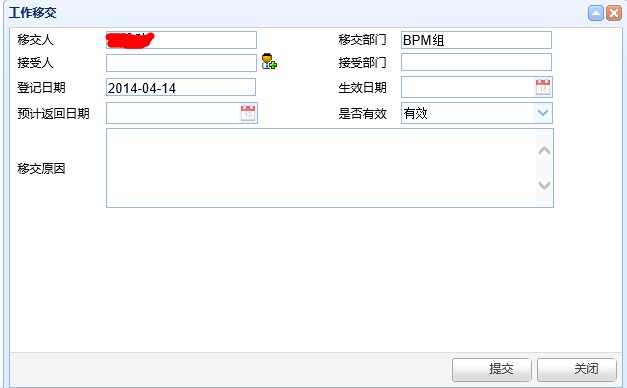 工作移交
移交人 移交部门 BPM组
接受人 接受部门
登记日期 2014-04-14 生效日期
预计返回日期 是否有效 有效
移交原因
提交 关闭